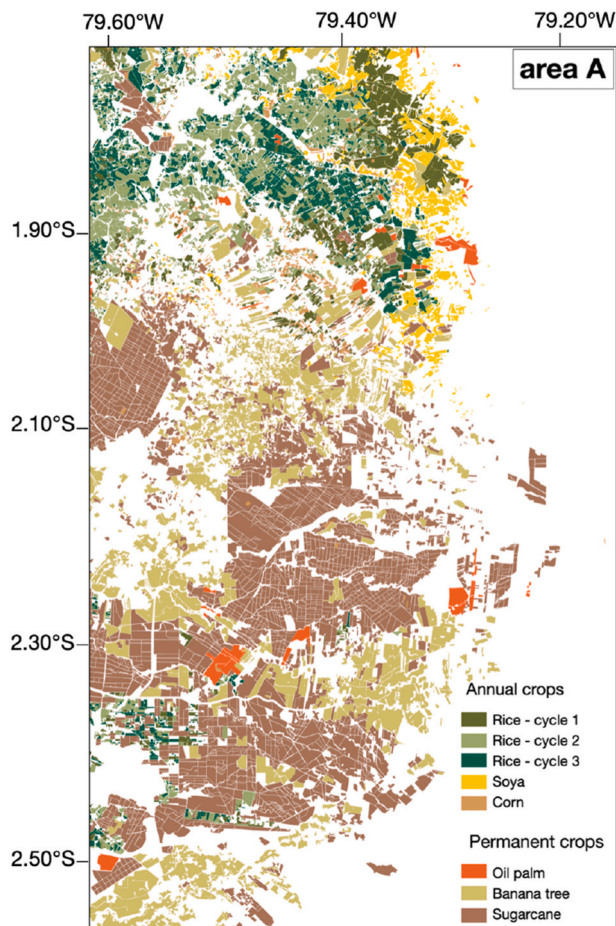 79.60°W 79.40°W 79.20°W
area A
1.90°S
2.10°S
2.30°S
2.50°S
Annual crops
Rice - cycle 1
Rice - cycle 2
Rice - cycle 3
Soya
Corn
Permanent crops
Oil palm
Banana tree
Sugarcane